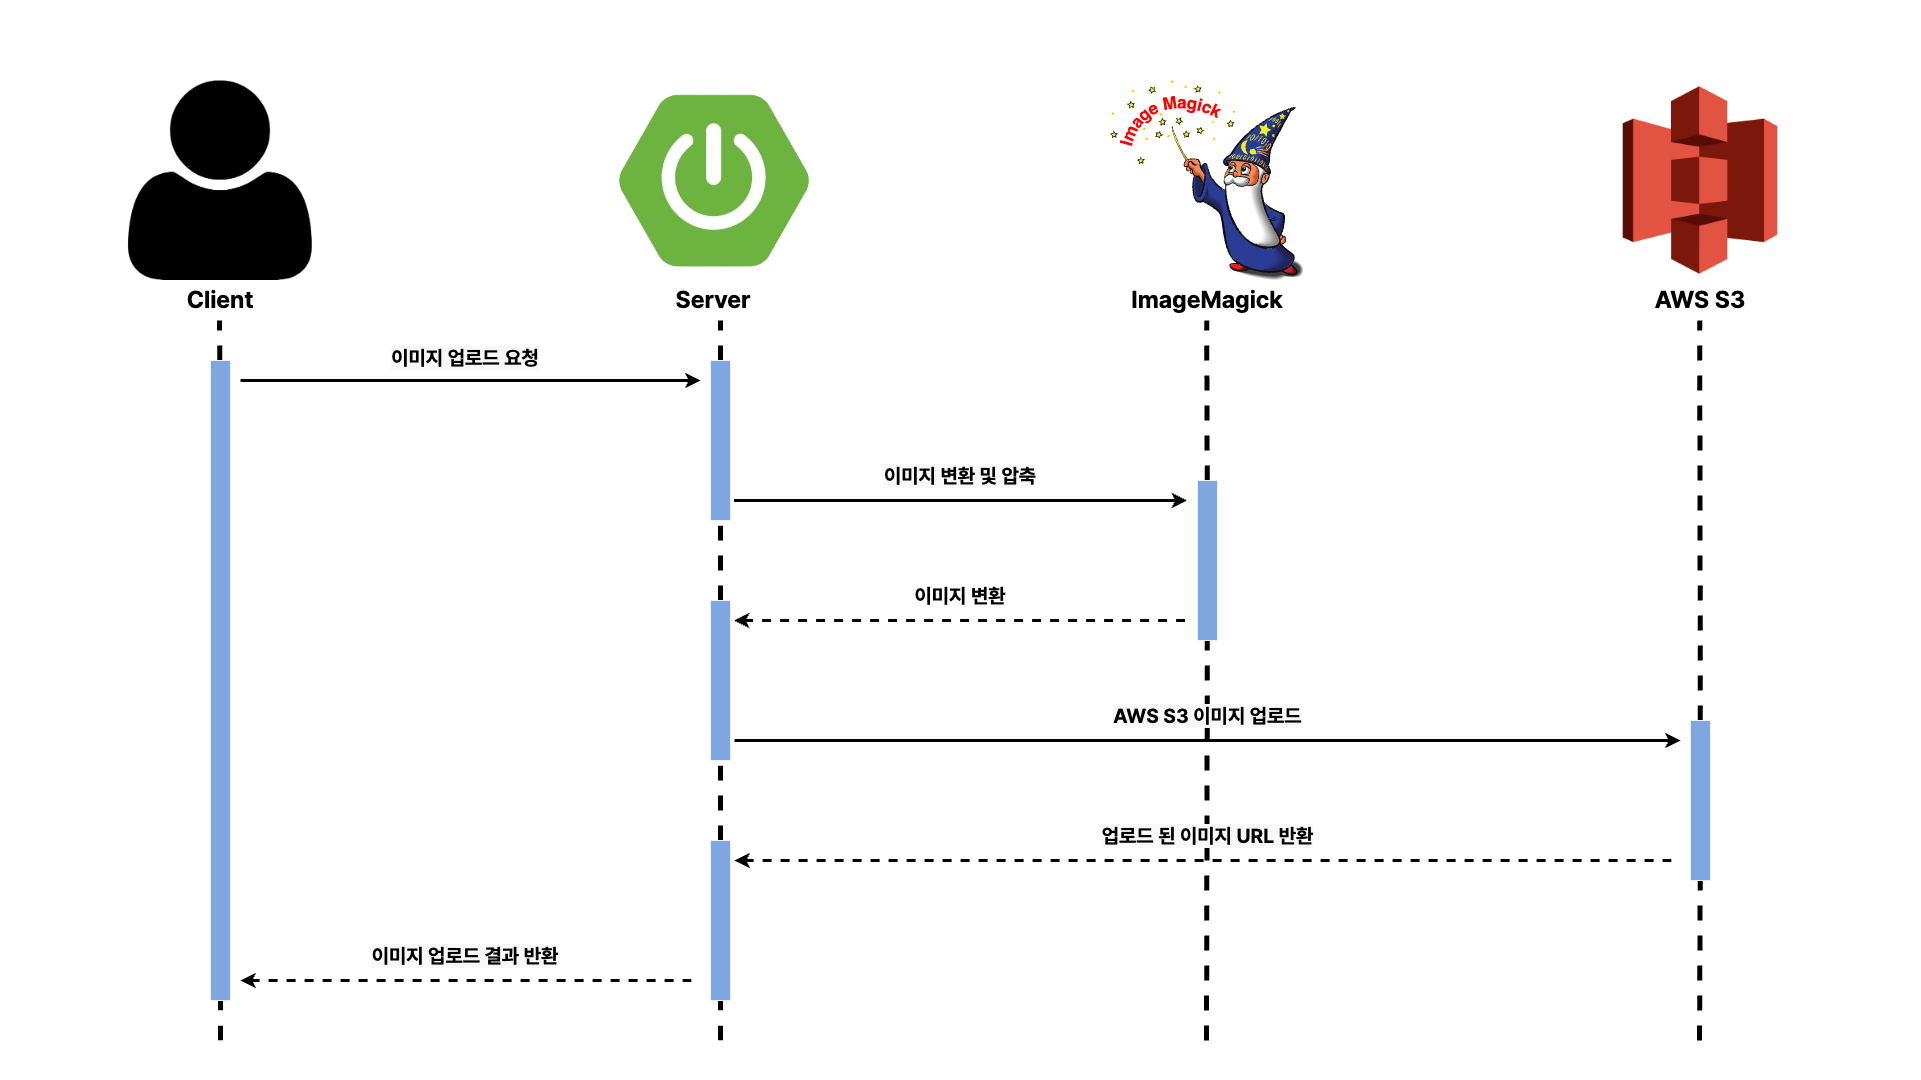 Image Magick
Client
Server
ImageMagick
AWS S3
이미지 업로드 요청
이미지 변환 및 압축
이미지 변환
AWS S3 이미지 업로드
업로드 된 이미지 URL 반환
이미지 업로드 결과 반환